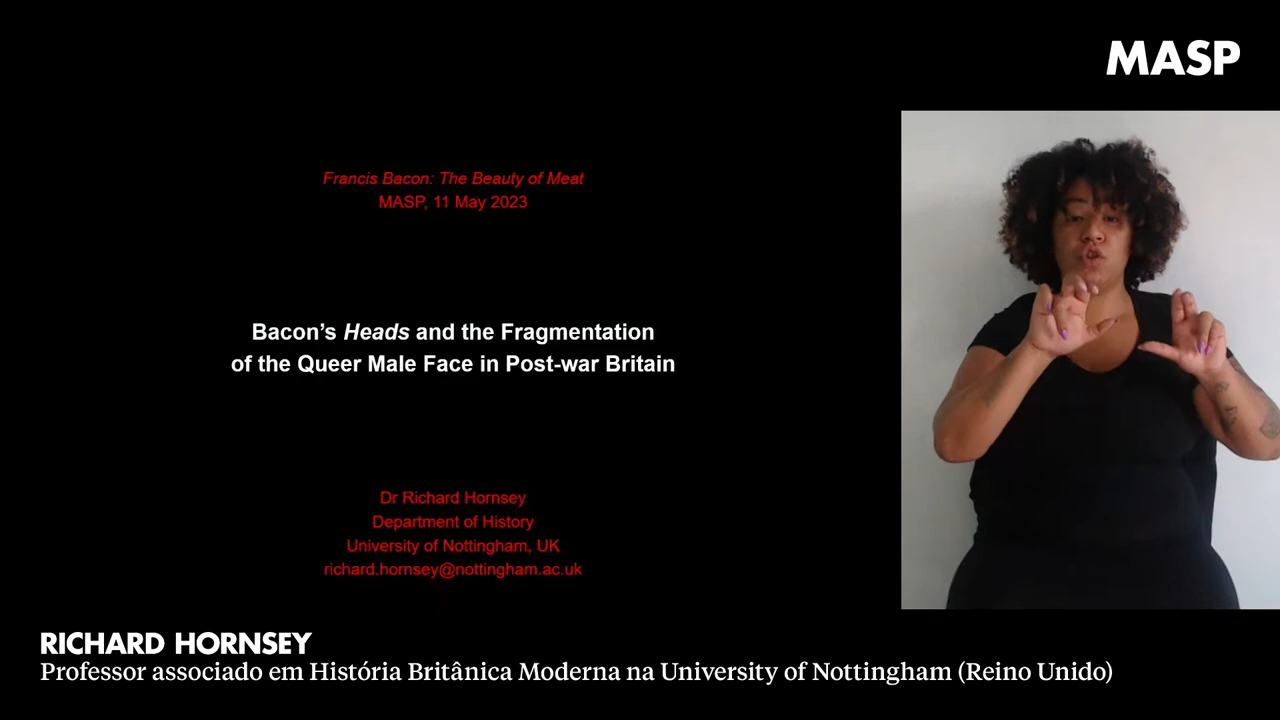 MASP
Francis Bacon: The Beauty of Meat
MASP, 11 May 2023
Bacon’s Heads and the Fragmentation
of the Queer Male Face in Post-war Britain
Dr Richard Hornsey
Department of History
University of Nottingham, UK
richard.hornsey@nottingham.ac.uk
RICHARD HORNSEY
Professor associado em História Britânica Moderna na University of Nottingham (Reino Unido)